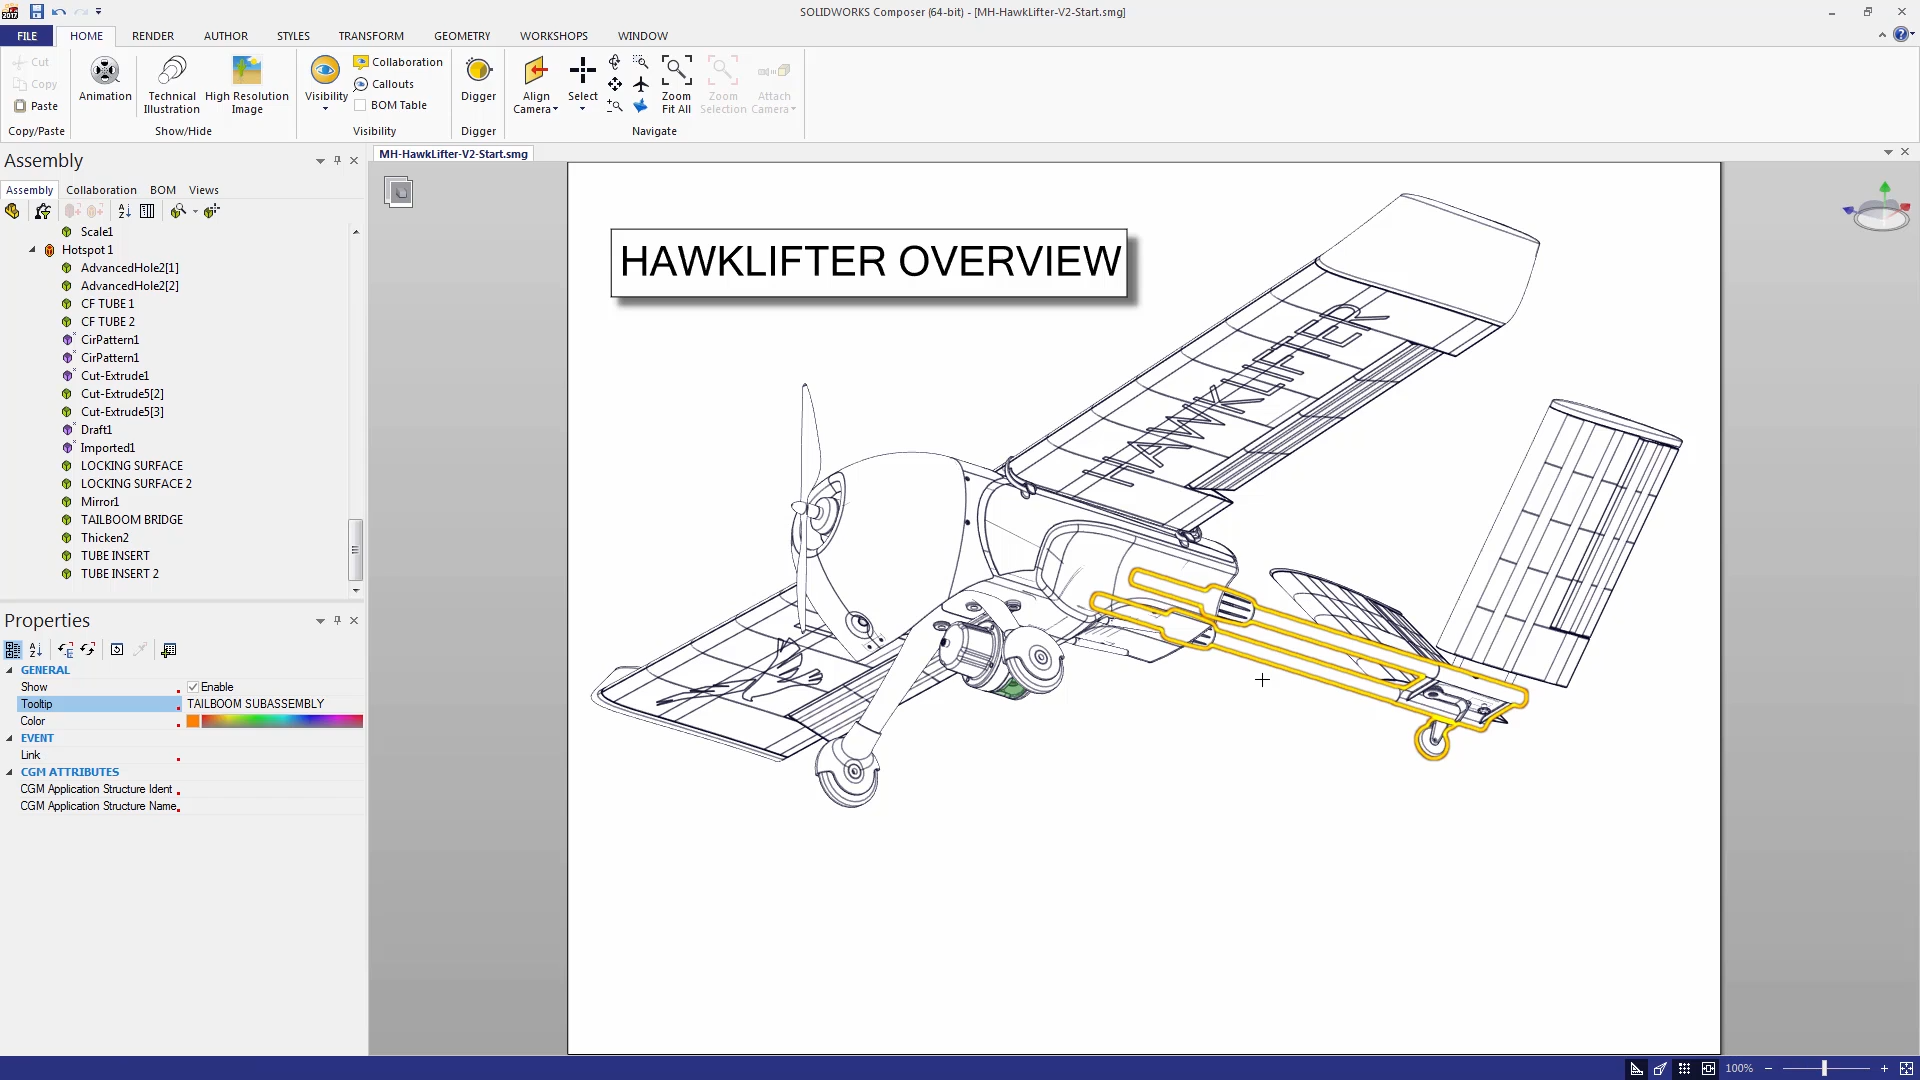 SOLIDWORKS Composer (64-bit) - [MH-HawkLifter-V2-Start.smg]
FILE HOME RENDER AUTHOR STYLES TRANSFORM GEOMETRY WORKSHOPS WINDOW
Cut
Copy
Paste
Copy/Paste
Animation
Technical
Illustration
High Resolution
Image
Show/Hide
Visibility
Collaboration
Callouts
BOM Table
Visibility
Digger
Digger
Align
Camera
Select
Zoom
Fit All
Zoom
Selection
Attach
Camera
Navigate
Assembly
MH-HawkLifter-V2-Start.smg
Assembly Collaboration BOM Views
Scale1
Hotspot 1
AdvancedHole2[1]
AdvancedHole2[2]
CF TUBE 1
CF TUBE 2
CirPattern1
CirPattern1
Cut-Extrude1
Cut-Extrude5[2]
Cut-Extrude5[3]
Draft1
Imported1
LOCKING SURFACE
LOCKING SURFACE 2
Mirror1
TAILBOOM BRIDGE
Thicken2
TUBE INSERT
TUBE INSERT 2
Properties
GENERAL
Show Enable
Tooltip TAILBOOM SUBASSEMBLY
Color
EVENT
Link
CGM ATTRIBUTES
CGM Application Structure Ident
CGM Application Structure Name
HAWKLIFTER OVERVIEW
HAWKLIFTER
100%